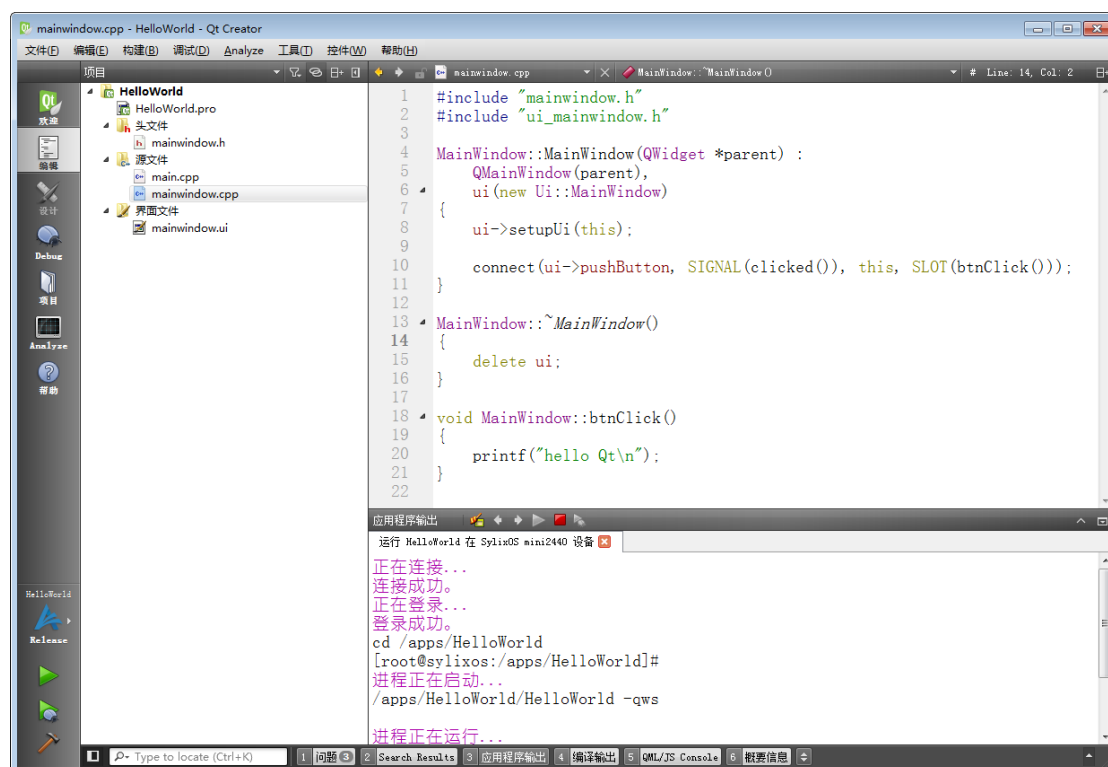 mainwindow.cpp - HelloWorld - Qt Creator
文件(F) 编辑(E) 构建(B) 调试(D) Analyze 工具(T) 控件(W) 帮助(H)
项目
mainwindow.cpp
MainWindow::~MainWindow()
# Line: 14, Col: 2
Qt
欢迎
编辑
设计
Debug
项目
Analyze
帮助
HelloWorld
Release
HelloWorld
HelloWorld.pro
头文件
mainwindow.h
源文件
main.cpp
mainwindow.cpp
界面文件
mainwindow.ui
1 #include "mainwindow.h"
2 #include "ui_mainwindow.h"
3
4 MainWindow::MainWindow(QWidget *parent) :
5 QMainWindow(parent),
6 ui(new Ui::MainWindow)
7 {
8 ui->setupUi(this);
9
10 connect(ui->pushButton, SIGNAL(clicked()), this, SLOT(btnClick()));
11 }
12
13 MainWindow::~MainWindow()
14 {
15 delete ui;
16 }
17
18 void MainWindow::btnClick()
19 {
20 printf("hello Qt\n");
21 }
22
应用程序输出
运行 HelloWorld 在 SylixOS mini2440 设备
正在连接...
连接成功。
正在登录...
登录成功。
cd /apps/HelloWorld
[root@sylixos:/apps/HelloWorld]#
进程正在启动...
/apps/HelloWorld/HelloWorld -qws
进程正在运行...
Type to locate (Ctrl+K) 1 问题 3 2 Search Results 3 应用程序输出 4 编译输出 5 QML/JS Console 6 概要信息